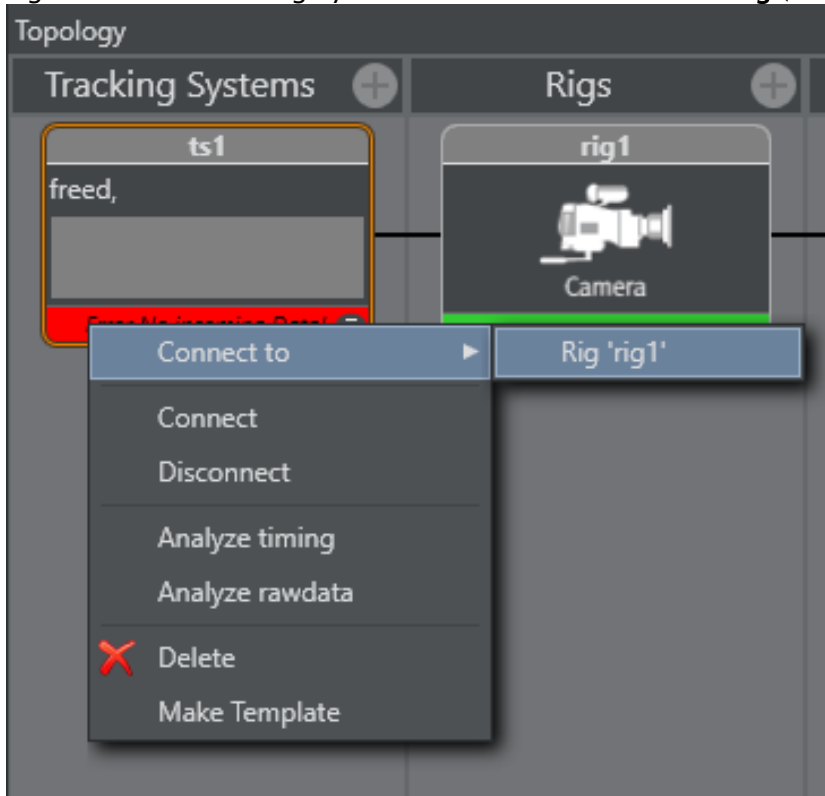 Topology
Tracking Systems
Rigs
ts1
rig1
freed,
Camera
Connect to
Rig 'rig1'
Connect
Disconnect
Analyze timing
Analyze rawdata
Delete
Make Template